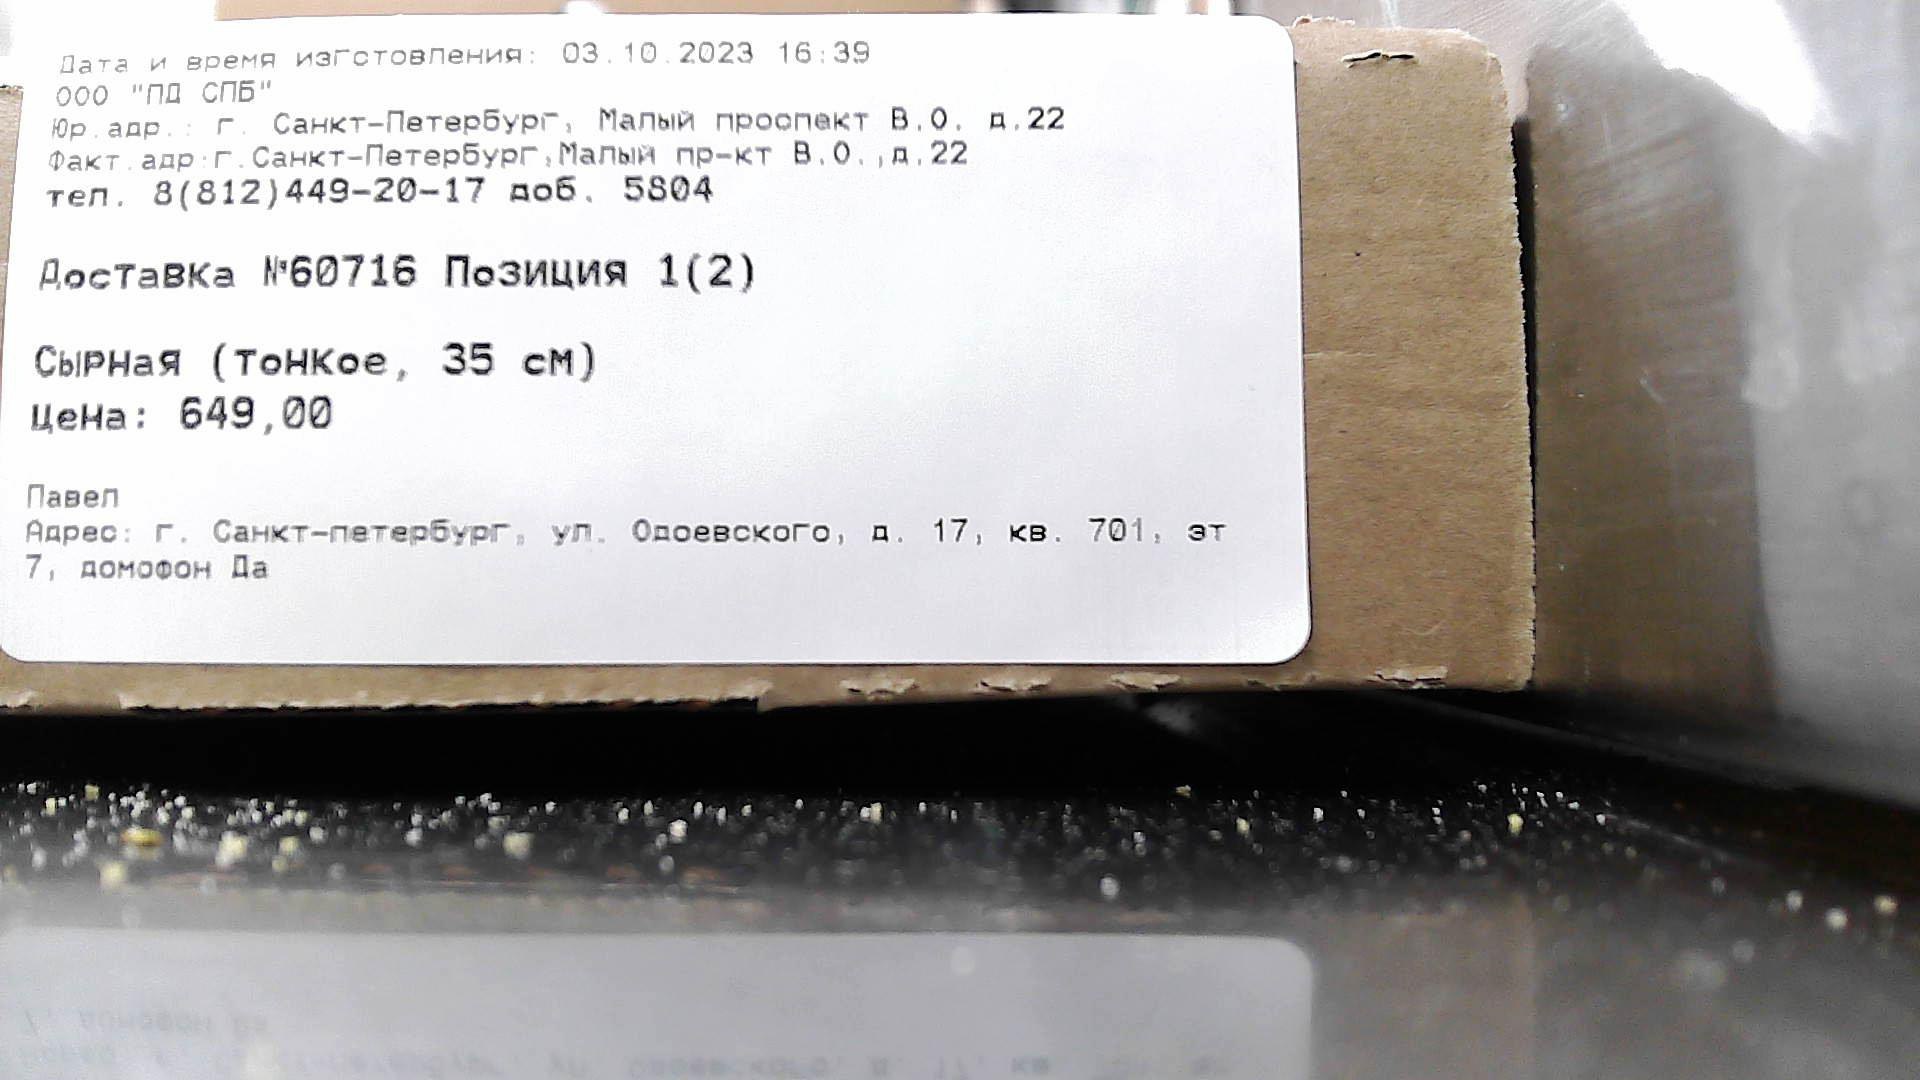 Дата и время изготовления: 03.10.2023 16:39
ООО "ПД СПБ"
Юр.адр.: г. Санкт-Петербург, Малый проспект В.О. д.22
Факт.адр:г.Санкт-Петербург,Малый пр-кт В.О.,д.22
тел. 8(812)449-20-17 доб. 5804
Доставка №60716 Позиция 1(2)
Сырная (тонкое, 35 см)
Цена: 649,00
Павел
Адрес: г. Санкт-петербург, ул. Одоевского, д. 17, кв. 701, эт
7, домофон Да